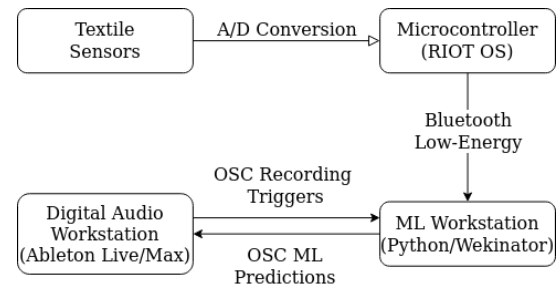 Textile
Sensors
A/D Conversion
Microcontroller
(RIOT OS)
Bluetooth
Low-Energy
OSC Recording
Triggers
Digital Audio
Workstation
(Ableton Live/Max)
ML Workstation
(Python/Wekinator)
OSC ML
Predictions